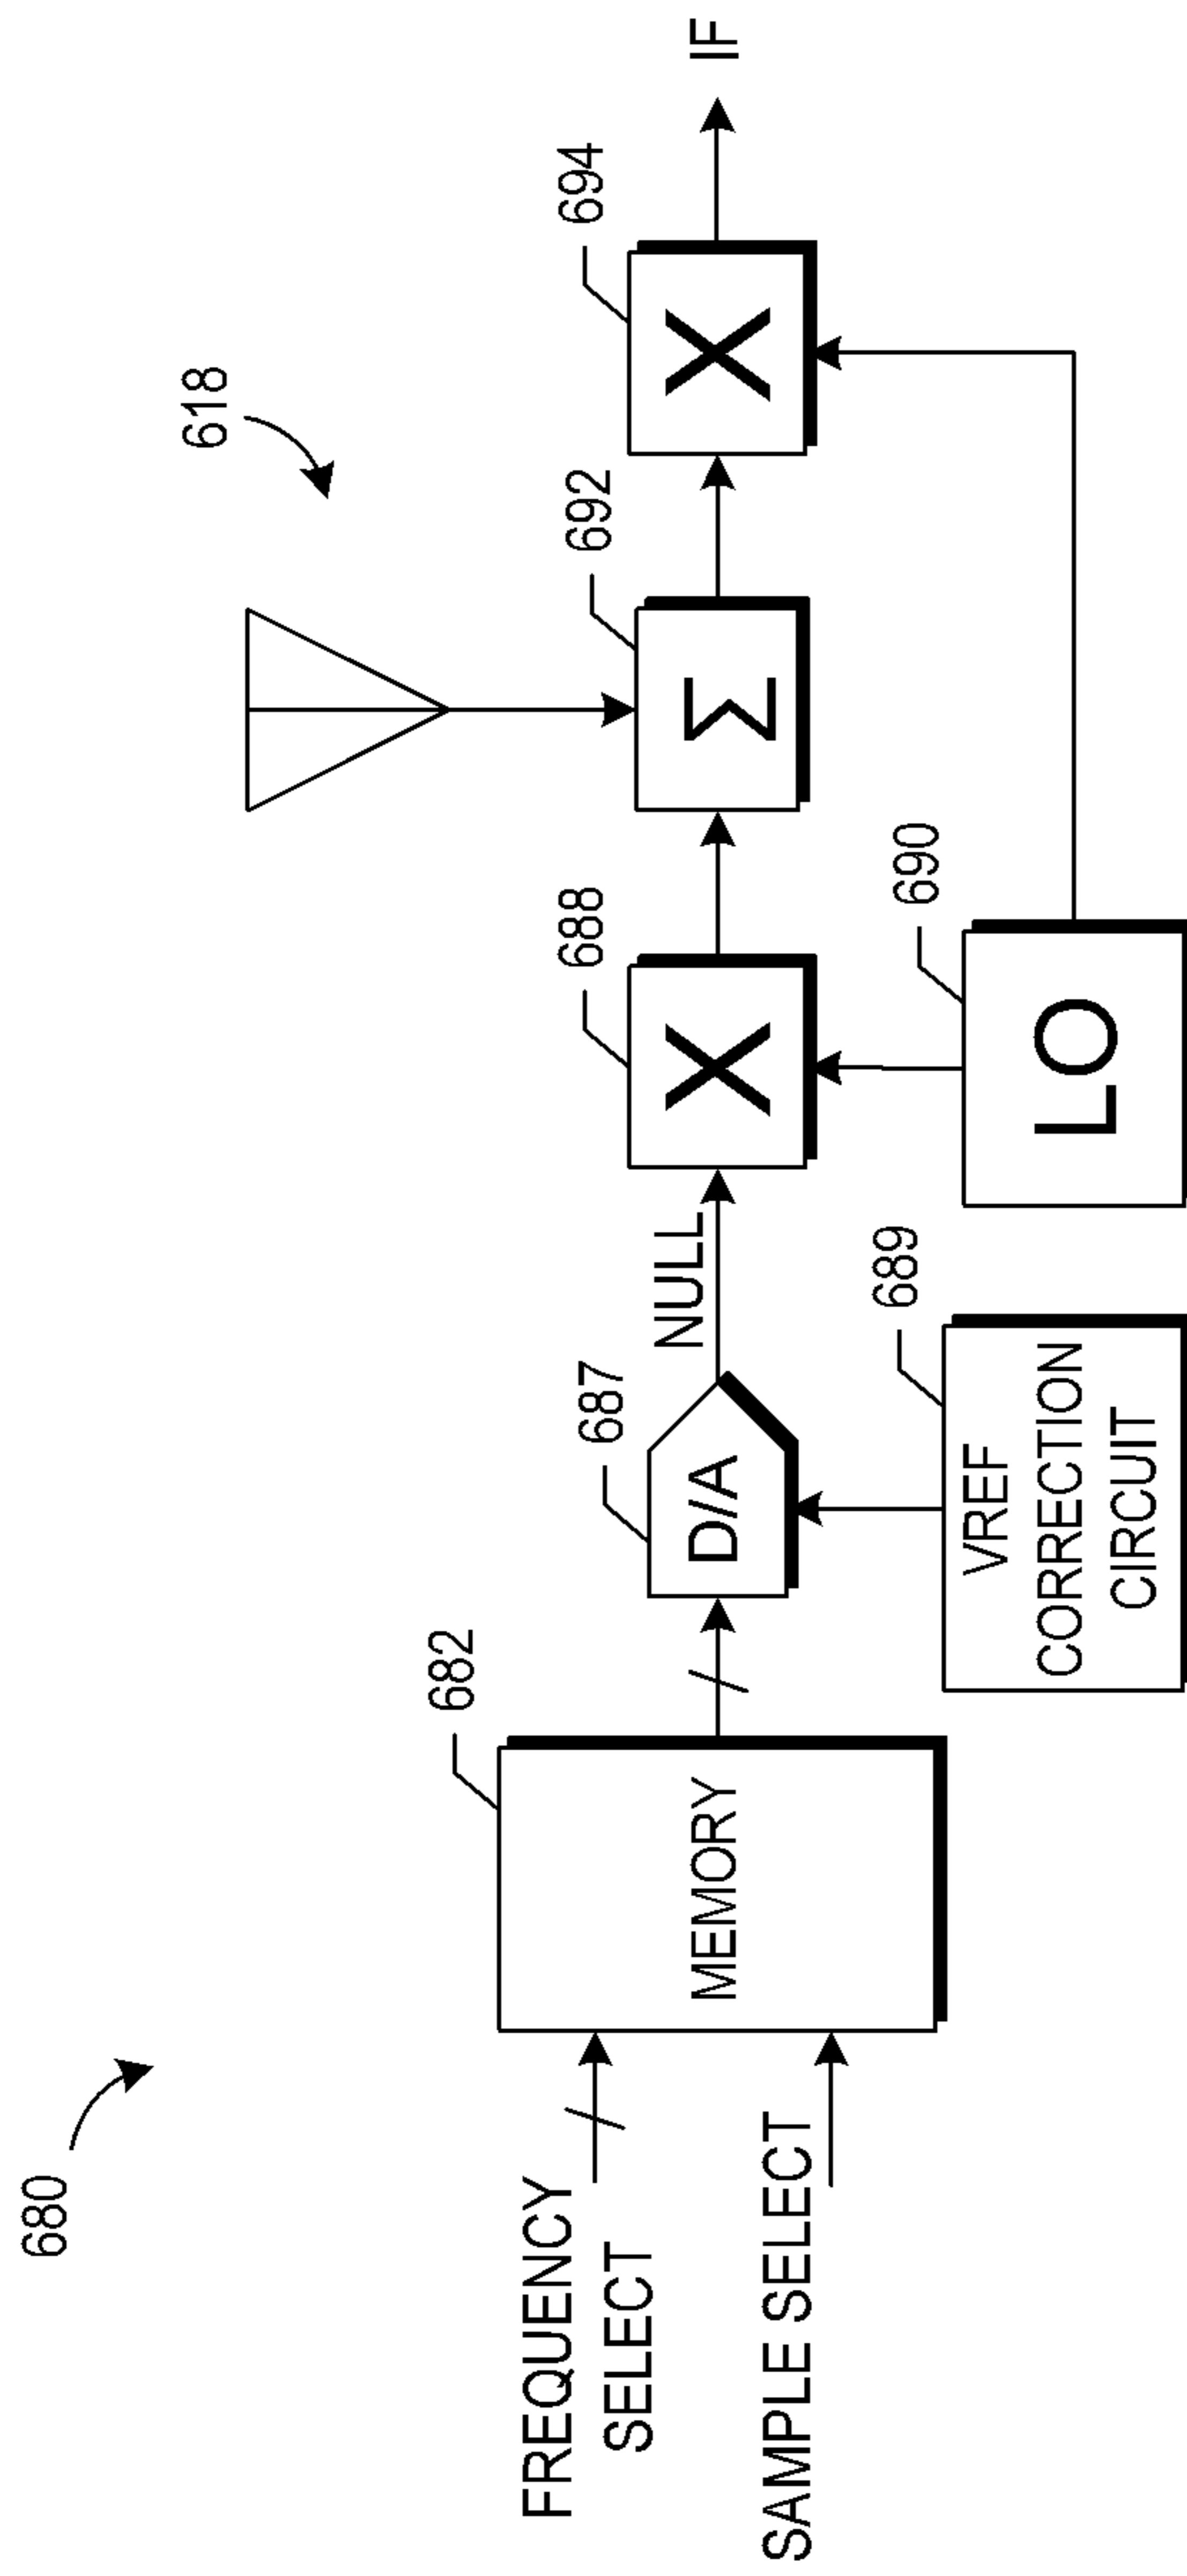 680
618
FREQUENCY
SELECT
SAMPLE SELECT
682
MEMORY
687
D/A
NULL
689
VREF
CORRECTION
CIRCUIT
688
X
690
LO
692
Σ
694
X
IF